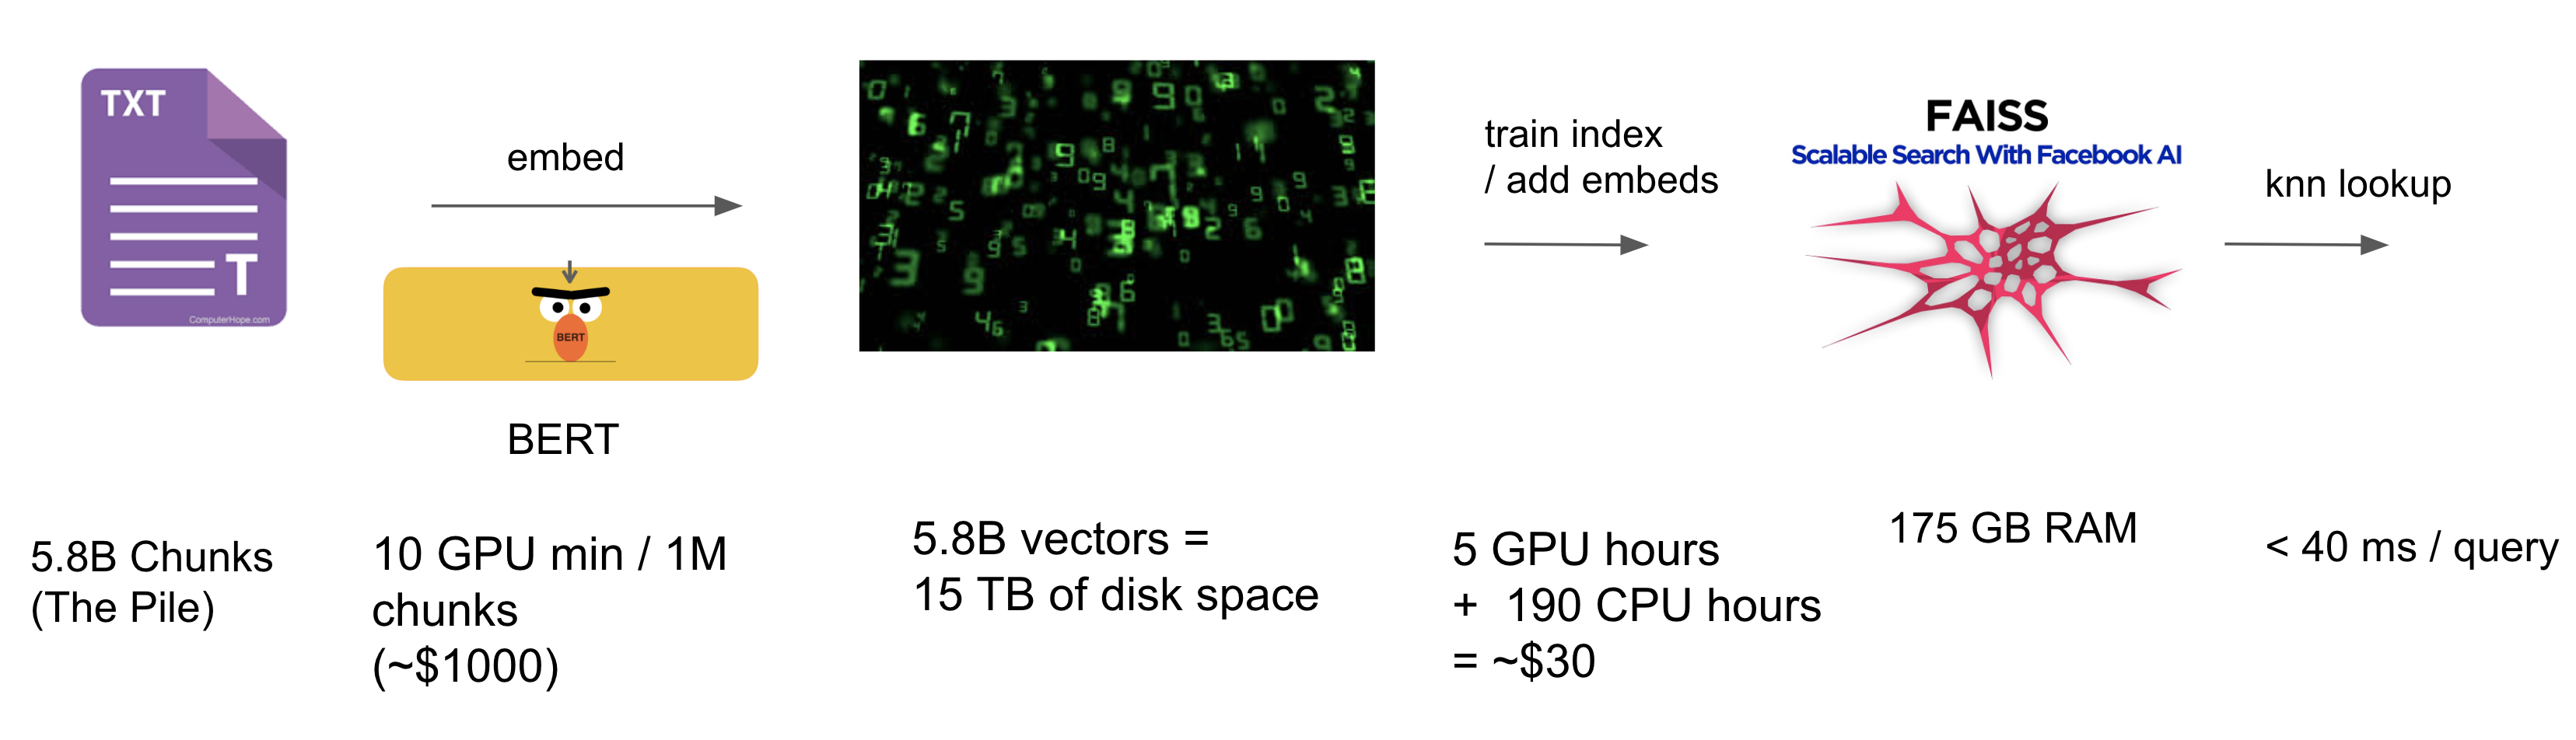 TXT
T
ComputerHope.com
embed
BERT
BERT
train index
/ add embeds
FAISS
Scalable Search With Facebook AI
knn lookup
5.8B Chunks
(The Pile)
10 GPU min / 1M
chunks
(~$1000)
5.8B vectors =
15 TB of disk space
5 GPU hours
+ 190 CPU hours
= ~$30
175 GB RAM
< 40 ms / query